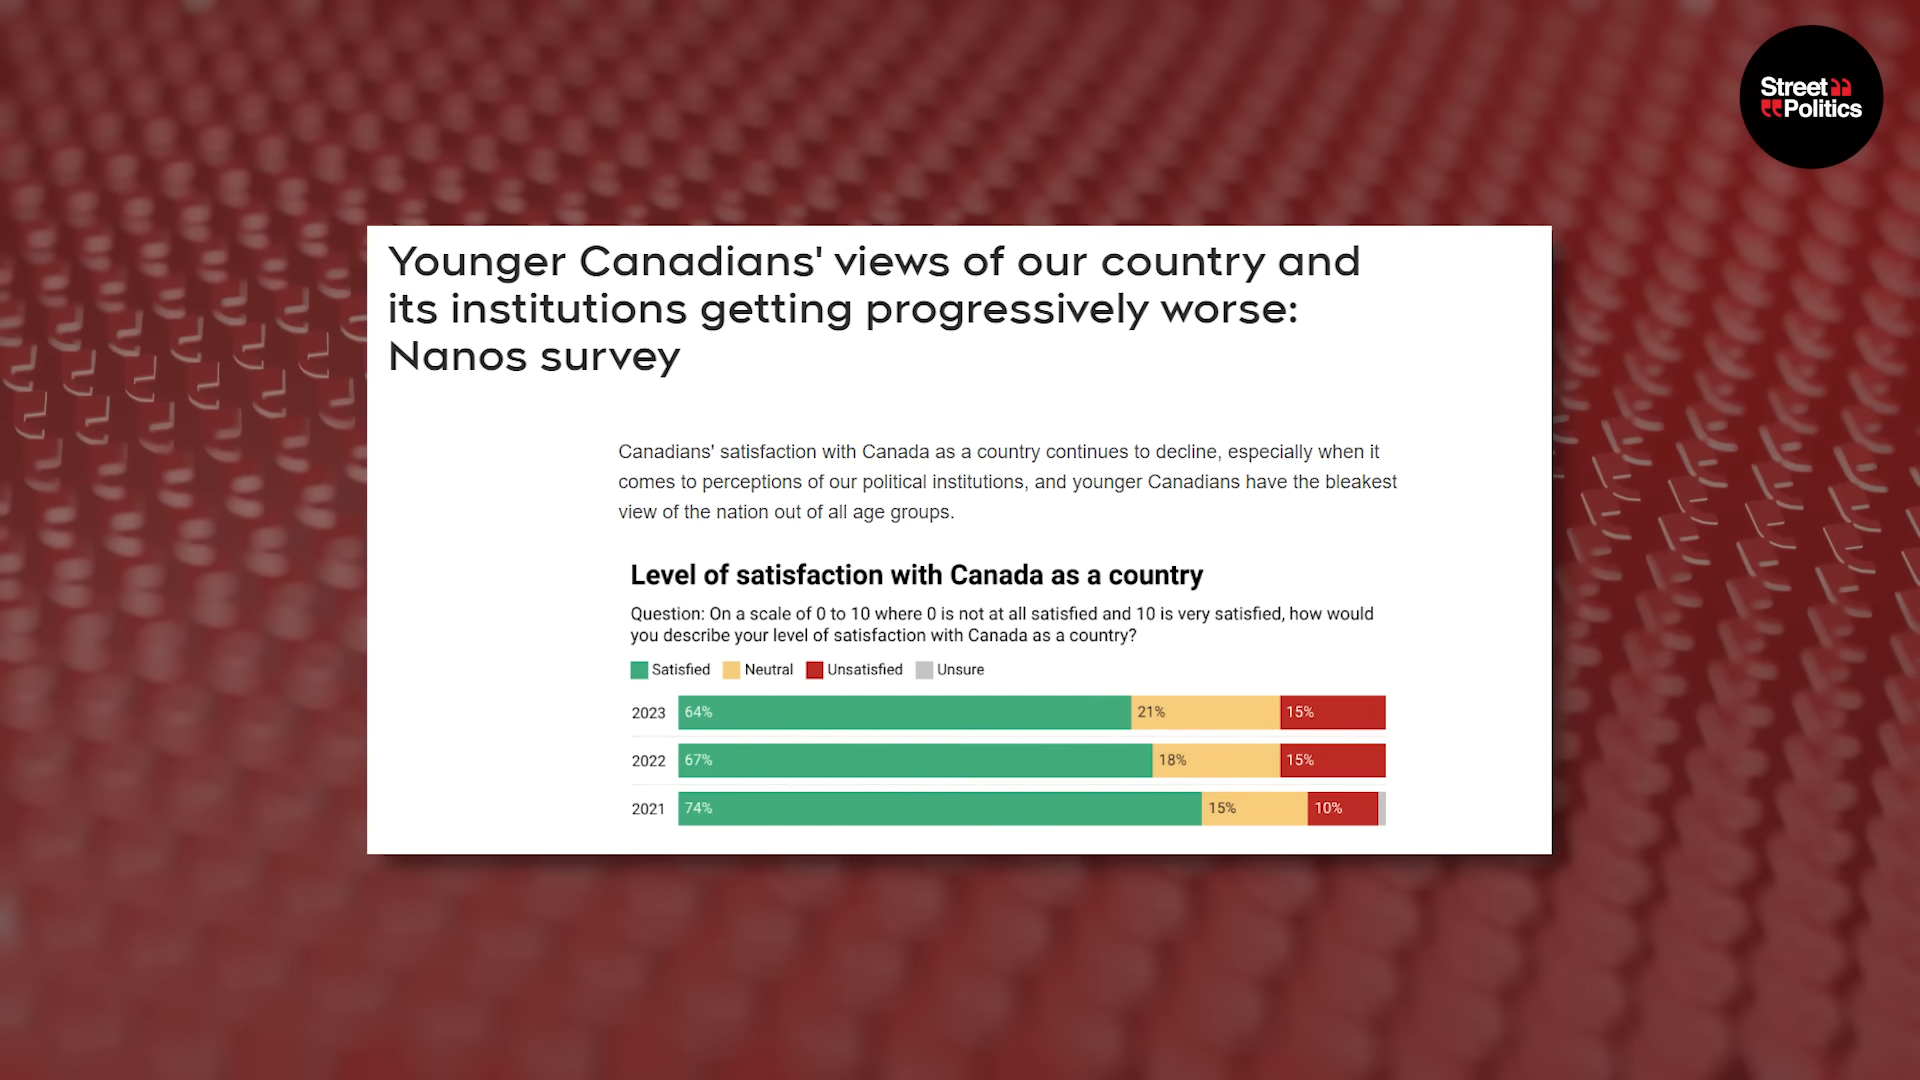 Street
Politics
Younger Canadians' views of our country and
its institutions getting progressively worse:
Nanos survey
Canadians' satisfaction with Canada as a country continues to decline, especially when it
comes to perceptions of our political institutions, and younger Canadians have the bleakest
view of the nation out of all age groups.
Level of satisfaction with Canada as a country
Question: On a scale of 0 to 10 where 0 is not at all satisfied and 10 is very satisfied, how would
you describe your level of satisfaction with Canada as a country?
Satisfied Neutral Unsatisfied Unsure
2023 64% 21% 15%
2022 67% 18% 15%
2021 74% 15% 10%